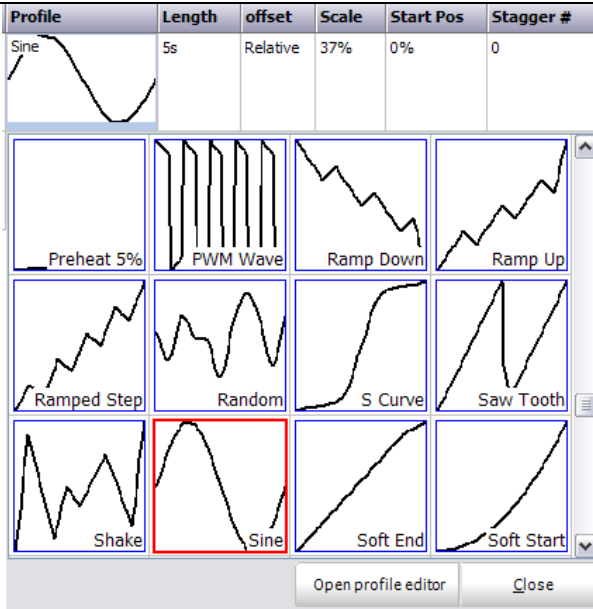 Profile Length offset Scale Start Pos Stagger #
Sine 5s Relative 37% 0% 0
Preheat 5% PWM Wave Ramp Down Ramp Up
Ramped Step Random S Curve Saw Tooth
Shake Sine Soft End Soft Start
Open profile editor Close